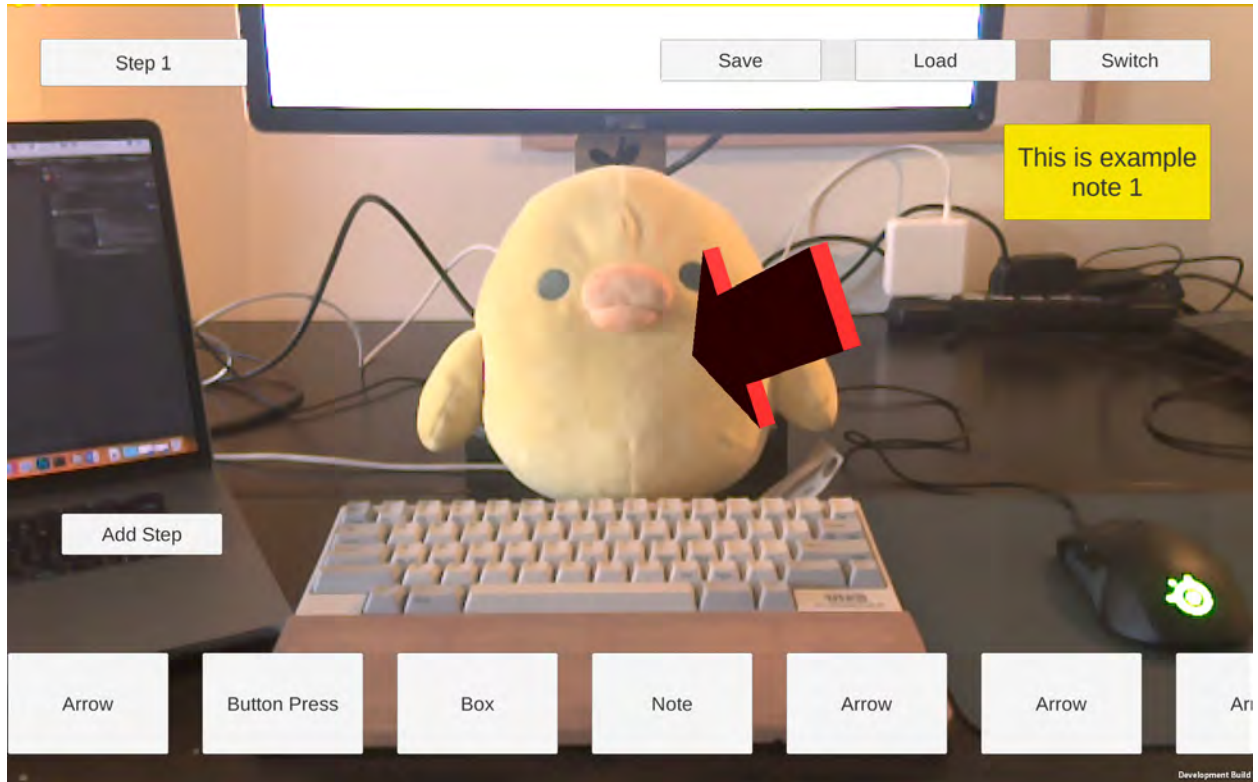 Step 1
Save
Load
Switch
This is example
note 1
Add Step
Arrow
Button Press
Box
Note
Arrow
Arrow
Development Build